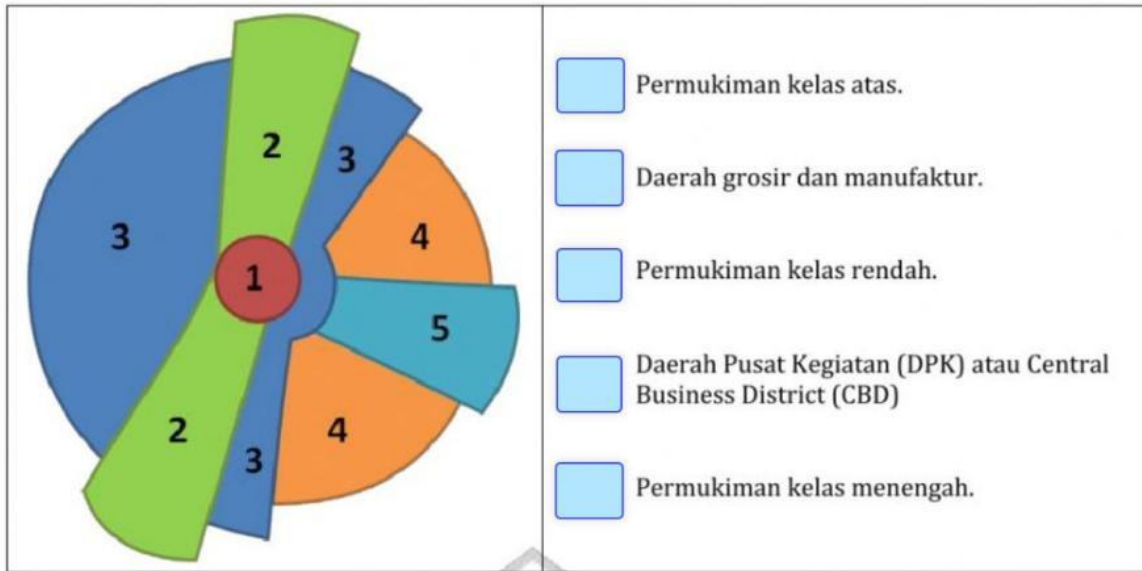 2
3
3
4
1
5
4
2
3
Permukiman kelas atas.
Daerah grosir dan manufaktur.
Permukiman kelas rendah.
Daerah Pusat Kegiatan (DPK) atau Central
Business District (CBD)
Permukiman kelas menengah.